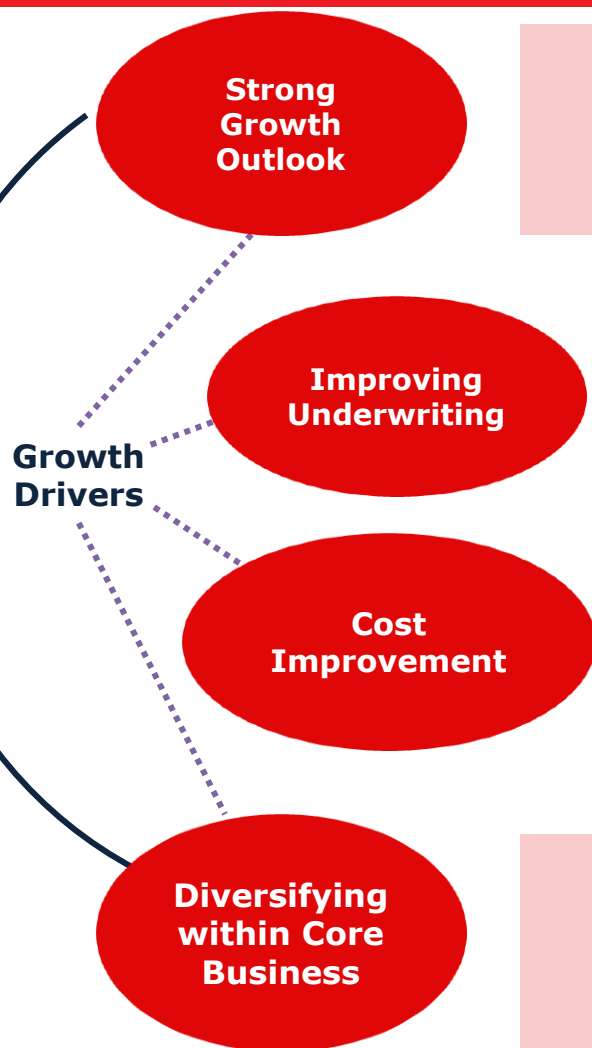 Strong
Growth
Outlook
Improving
Underwriting
Growth
Drivers
Cost
Improvement
Diversifying
within Core
Business